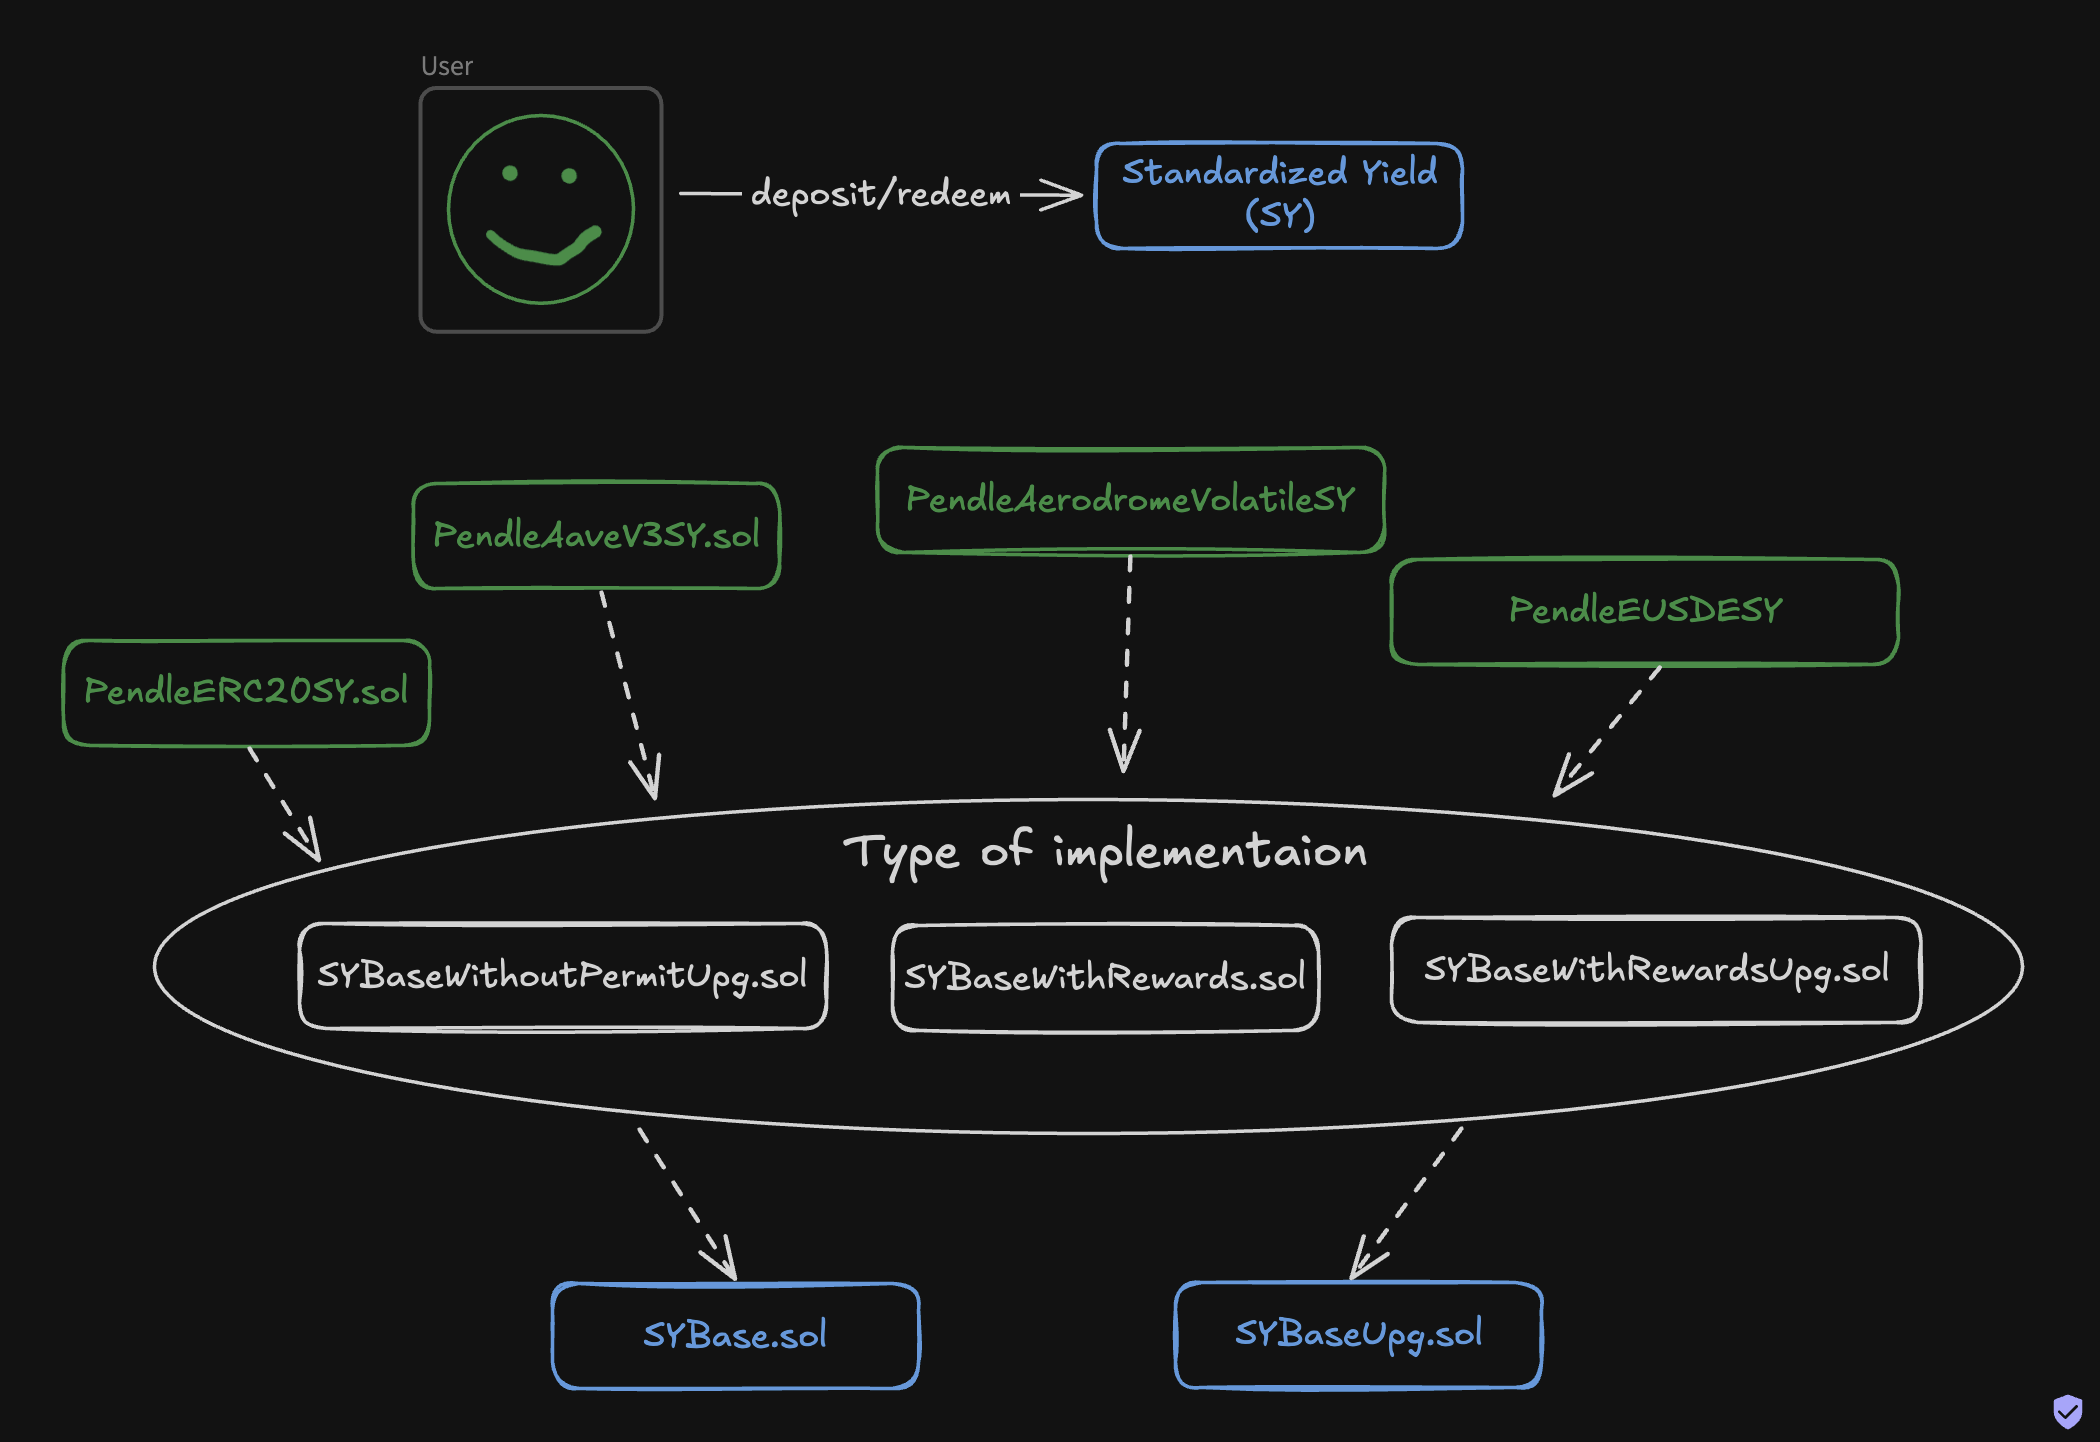 User
deposit/redeem
Standardized Yield
(SY)
PendleAerodromeVolatileSY
PendleAaveV3SY.sol
PendleEUSDESY
PendleERC20SY.sol
Type of implementaion
SYBaseWithoutPermitUpg.sol
SYBaseWithRewards.sol
SYBaseWithRewardsUpg.sol
SYBase.sol
SYBaseUpg.sol